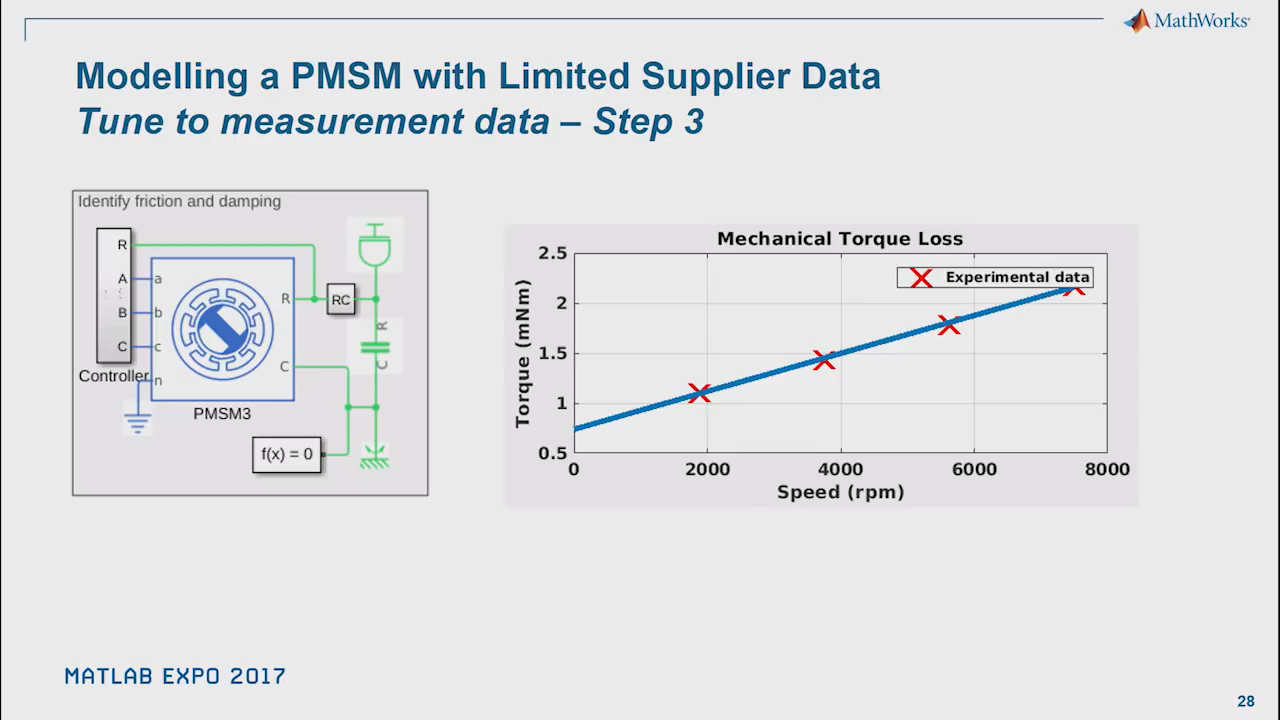 MathWorks®
Modelling a PMSM with Limited Supplier Data
Tune to measurement data – Step 3
Identify friction and damping
R
A a
B b
C c
n
Controller
PMSM3
R
C
RC
R
C
f(x) = 0
Mechanical Torque Loss
Experimental data
Torque (mNm)
2.5
2
1.5
1
0.5
0 2000 4000 6000 8000
Speed (rpm)
MATLAB EXPO 2017
28